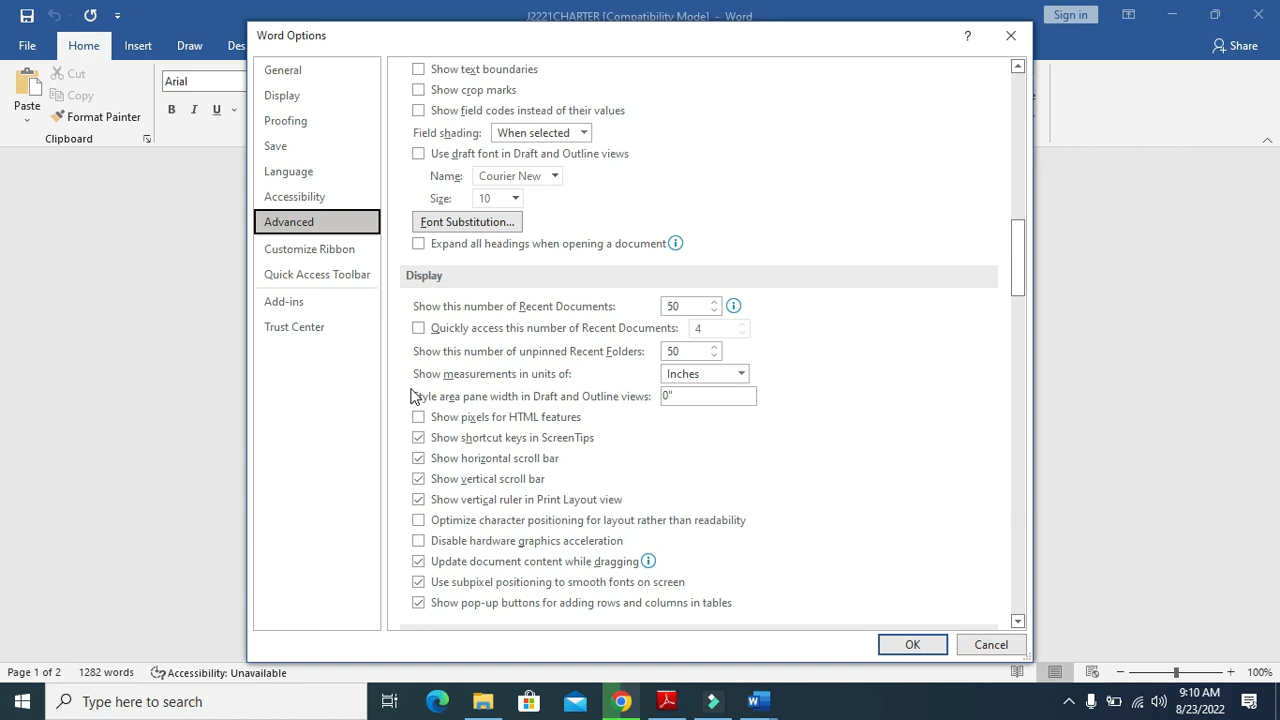 J2221CHARTER [Compatibility Mode] - Word
Sign in
File
Home
Insert
Draw
Des
Share
Paste
Cut
Copy
Format Painter
Clipboard
Arial
B I U
Word Options
?
General
Display
Proofing
Save
Language
Accessibility
Advanced
Customize Ribbon
Quick Access Toolbar
Add-ins
Trust Center
Show text boundaries
Show crop marks
Show field codes instead of their values
Field shading: When selected
Use draft font in Draft and Outline views
Name: Courier New
Size: 10
Font Substitution...
Expand all headings when opening a document
Display
Show this number of Recent Documents: 50
Quickly access this number of Recent Documents: 4
Show this number of unpinned Recent Folders: 50
Show measurements in units of: Inches
Style area pane width in Draft and Outline views: 0"
Show pixels for HTML features
Show shortcut keys in ScreenTips
Show horizontal scroll bar
Show vertical scroll bar
Show vertical ruler in Print Layout view
Optimize character positioning for layout rather than readability
Disable hardware graphics acceleration
Update document content while dragging
Use subpixel positioning to smooth fonts on screen
Show pop-up buttons for adding rows and columns in tables
OK
Cancel
Page 1 of 2
1282 words
Accessibility: Unavailable
100%
Type here to search
9:10 AM
8/23/2022